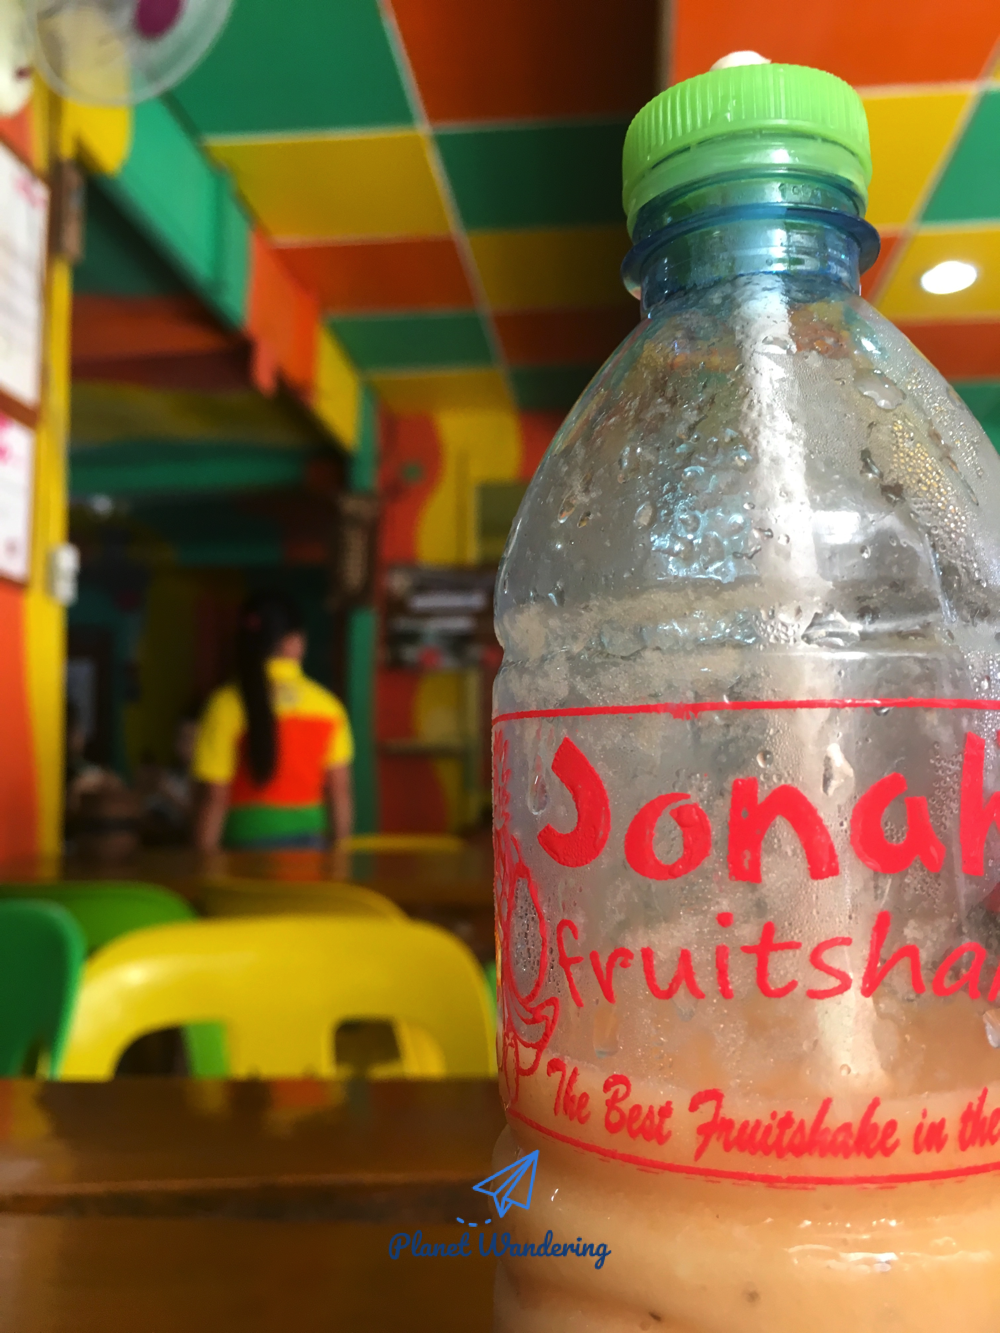 Jonah
fruitsha
The Best Fruitshake in the
Planet Wandering